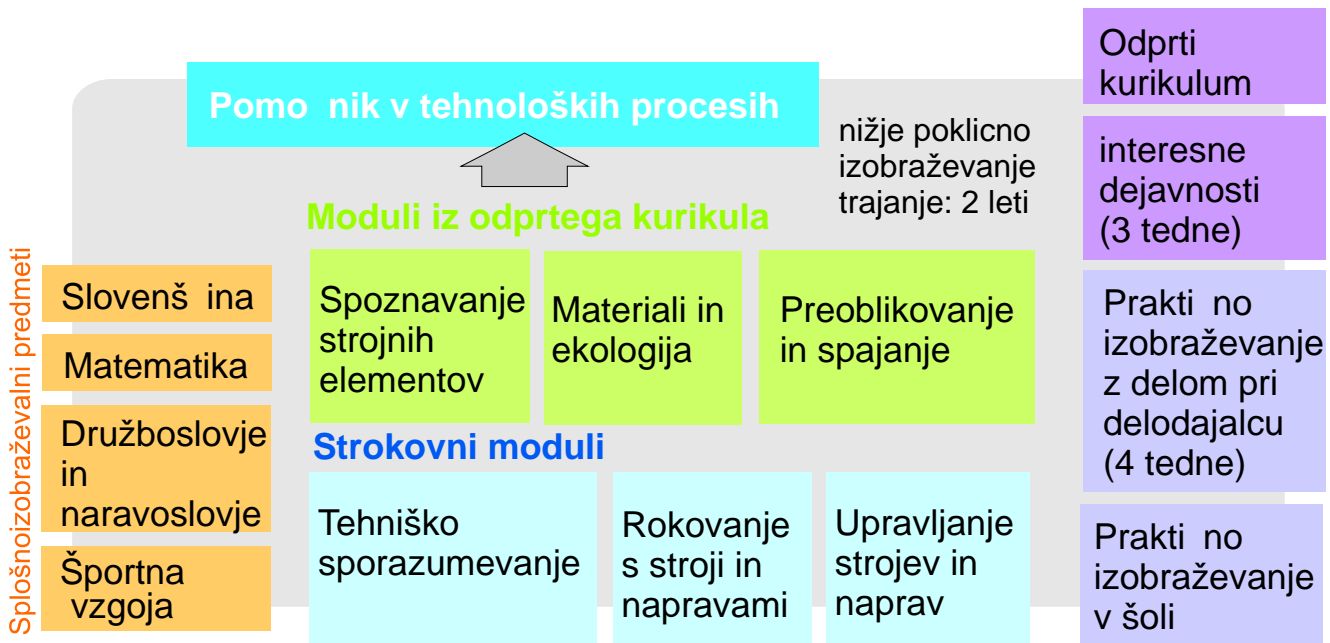 Pomo nik v tehnoloških procesih
nižje poklicno
izobraževanje
trajanje: 2 leti
Moduli iz odprtega kurikula
Spoznavanje
strojnih
elementov
Materiali in
ekologija
Preoblikovanje
in spajanje
Strokovni moduli
Tehniško
sporazumevanje
Rokovanje
s stroji in
napravami
Upravljanje
strojev in
naprav
Splošnoizobraževalni predmeti
Slovenš ina
Matematika
Družboslovje
in
naravoslovje
Športna
vzgoja
Odprti
kurikulum
interesne
dejavnosti
(3 tedne)
Prakti no
izobraževanje
z delom pri
delodajalcu
(4 tedne)
Prakti no
izobraževanje
v šoli